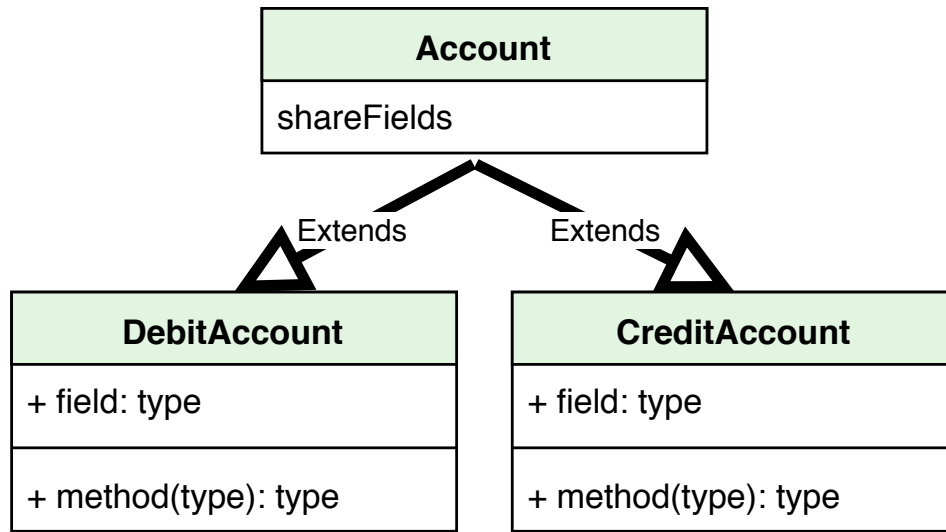 Account
shareFields
Extends
Extends
DebitAccount
+ field: type
+ method(type): type
CreditAccount
+ field: type
+ method(type): type